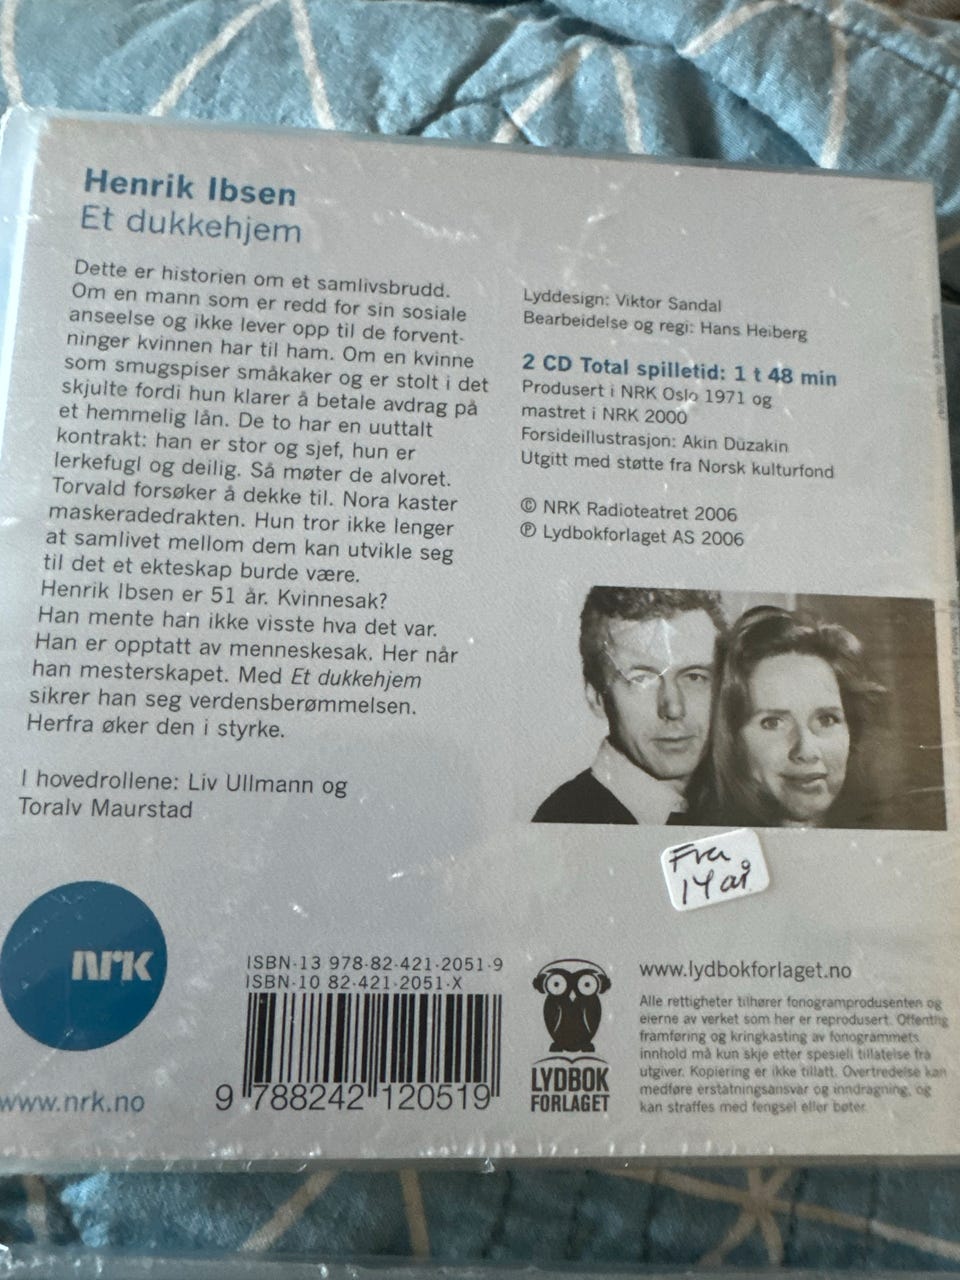 Henrik Ibsen
Et dukkehjem
Dette er historien om et samlivsbrudd.
Om en mann som er redd for sin sosiale
anseelse og ikke lever opp til de forvent-
ninger kvinnen har til ham. Om en kvinne
som smugspiser småkaker og er stolt i det
skjulte fordi hun klarer å betale avdrag på
et hemmelig lån. De to har en uuttalt
kontrakt: han er stor og sjef, hun er
lerkefugl og deilig. Så møter de alvoret.
Torvald forsøker å dekke til. Nora kaster
maskeradedrakten. Hun tror ikke lenger
at samlivet mellom dem kan utvikle seg
til det et ekteskap burde være.
Henrik Ibsen er 51 år. Kvinnesak?
Han mente han ikke visste hva det var.
Han er opptatt av menneskesak. Her når
han mesterskapet. Med Et dukkehjem
sikrer han seg verdensberømmelsen.
Herfra øker den i styrke.
I hovedrollene: Liv Ullmann og
Toralv Maurstad
Lyddesign: Viktor Sandal
Bearbeidelse og regi: Hans Heiberg
2 CD Total spilletid: 1 t 48 min
Produsert i NRK Oslo 1971 og
mastret i NRK 2000
Forsideillustrasjon: Akin Düzakin
Utgitt med støtte fra Norsk kulturfond
© NRK Radioteatret 2006
℗ Lydbokforlaget AS 2006
Fra
14 år
nrk
www.nrk.no
ISBN-13 978-82-421-2051-9
ISBN-10 82-421-2051-X
9 788242 120519
LYDBOK
FORLAGET
www.lydbokforlaget.no
Alle rettigheter tilhører fonogramprodusenten og
eierne av verket som her er reprodusert. Offentlig
framføring og kringkasting av fonogrammets
innhold må kun skje etter spesiell tillatelse fra
utgiver. Kopiering er ikke tillatt. Overtredelse kan
medføre erstatningsansvar og inndragning, og
kan straffes med fengsel eller bøter.